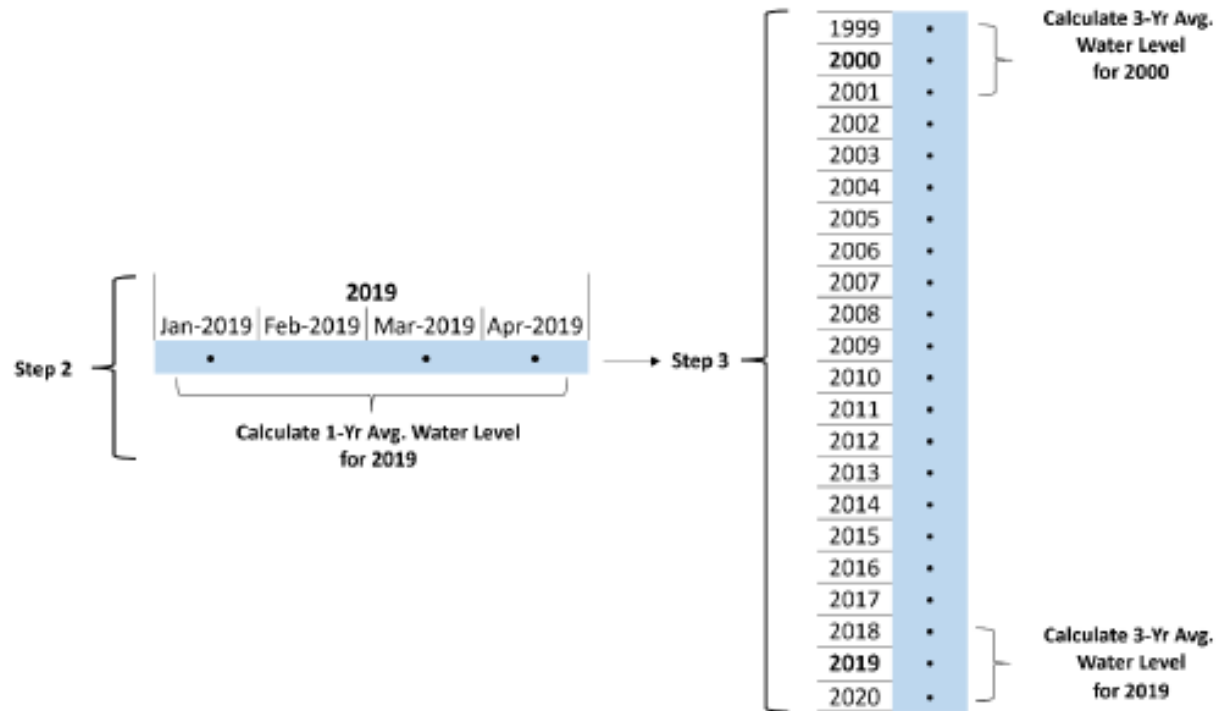 Step 2
2019
Jan-2019 Feb-2019 Mar-2019 Apr-2019
Calculate 1-Yr Avg. Water Level
for 2019
Step 3
1999
2000
2001
2002
2003
2004
2005
2006
2007
2008
2009
2010
2011
2012
2013
2014
2015
2016
2017
2018
2019
2020
Calculate 3-Yr Avg.
Water Level
for 2000
Calculate 3-Yr Avg.
Water Level
for 2019